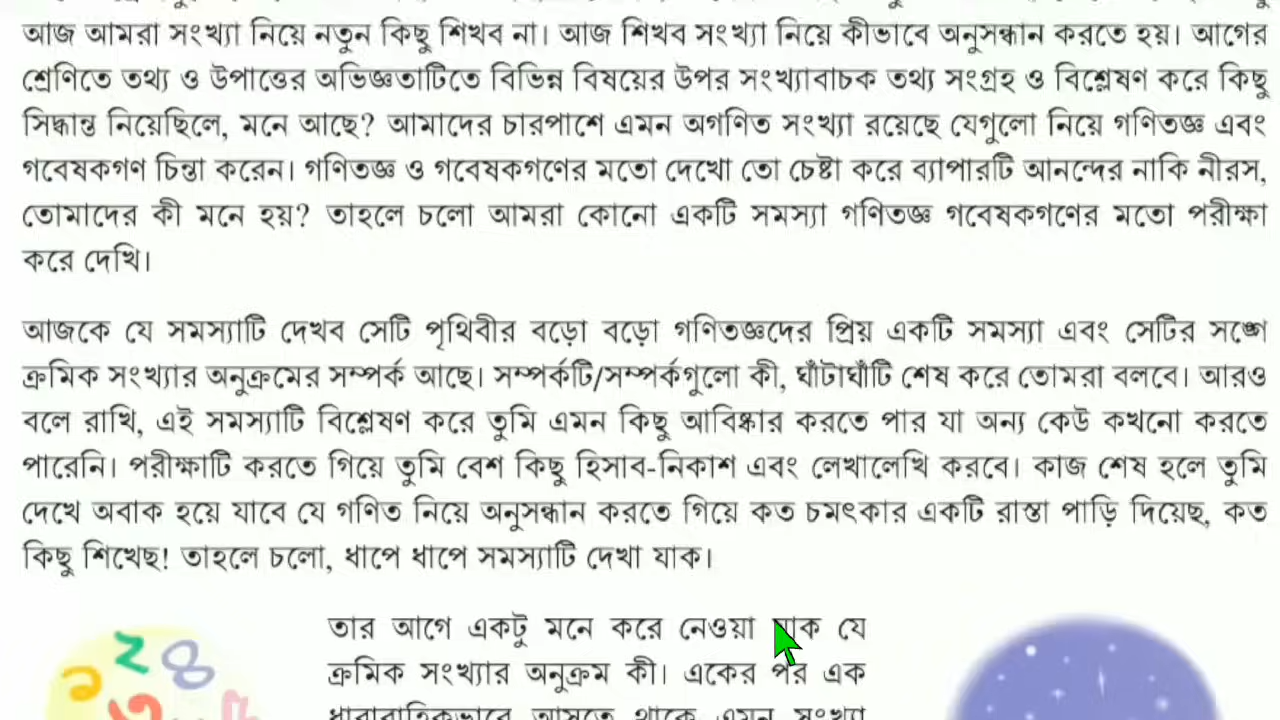 আজ আমরা সংখ্যা নিয়ে নতুন কিছু শিখব না। আজ শিখব সংখ্যা নিয়ে কীভাবে অনুসন্ধান করতে হয়। আগের
শ্রেণিতে তথ্য ও উপাত্তের অভিজ্ঞতাটিতে বিভিন্ন বিষয়ের উপর সংখ্যাবাচক তথ্য সংগ্রহ ও বিশ্লেষণ করে কিছু
সিদ্ধান্ত নিয়েছিলে, মনে আছে? আমাদের চারপাশে এমন অগণিত সংখ্যা রয়েছে যেগুলো নিয়ে গণিতজ্ঞ এবং
গবেষকগণ চিন্তা করেন। গণিতজ্ঞ ও গবেষকগণের মতো দেখো তো চেষ্টা করে ব্যাপারটি আনন্দের নাকি নীরস,
তোমাদের কী মনে হয়? তাহলে চলো আমরা কোনো একটি সমস্যা গণিতজ্ঞ গবেষকগণের মতো পরীক্ষা
করে দেখি।
আজকে যে সমস্যাটি দেখব সেটি পৃথিবীর বড়ো বড়ো গণিতজ্ঞদের প্রিয় একটি সমস্যা এবং সেটির সঙ্গে
ক্রমিক সংখ্যার অনুক্রমের সম্পর্ক আছে। সম্পর্কটি/সম্পর্কগুলো কী, ঘাঁটাঘাঁটি শেষ করে তোমরা বলবে। আরও
বলে রাখি, এই সমস্যাটি বিশ্লেষণ করে তুমি এমন কিছু আবিষ্কার করতে পার যা অন্য কেউ কখনো করতে
পারেনি। পরীক্ষাটি করতে গিয়ে তুমি বেশ কিছু হিসাব-নিকাশ এবং লেখালেখি করবে। কাজ শেষ হলে তুমি
দেখে অবাক হয়ে যাবে যে গণিত নিয়ে অনুসন্ধান করতে গিয়ে কত চমৎকার একটি রাস্তা পাড়ি দিয়েছ, কত
কিছু শিখেছ! তাহলে চলো, ধাপে ধাপে সমস্যাটি দেখা যাক।
তার আগে একটু মনে করে নেওয়া যাক যে
ক্রমিক সংখ্যার অনুক্রম কী। একের পর এক
ধারাবাহিকভাবে আসতে থাকে এমন সংখ্যা
২ ৪
১